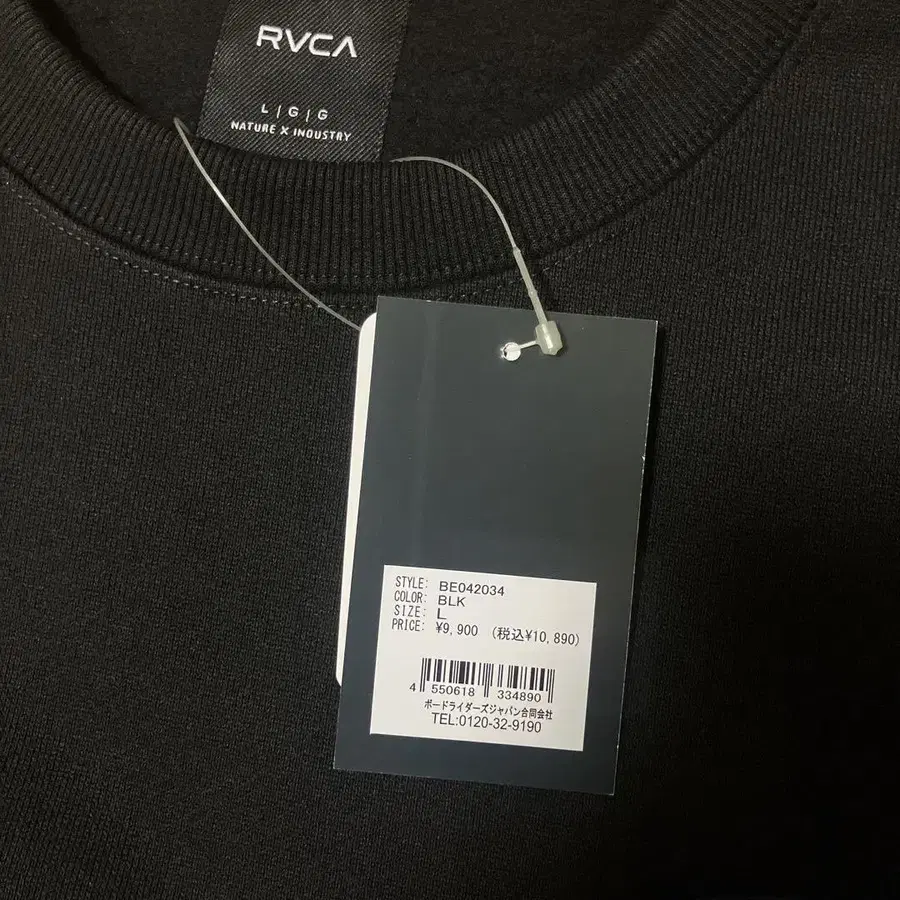 RVCA
L | G | G
NATURE X INDUSTRY
STYLE: BE042034
COLOR: BLK
SIZE: L
PRICE: ¥9,900 (税込¥10,890)
4 550618 334890
ボードライダーズジャパン合同会社
TEL:0120-32-9190